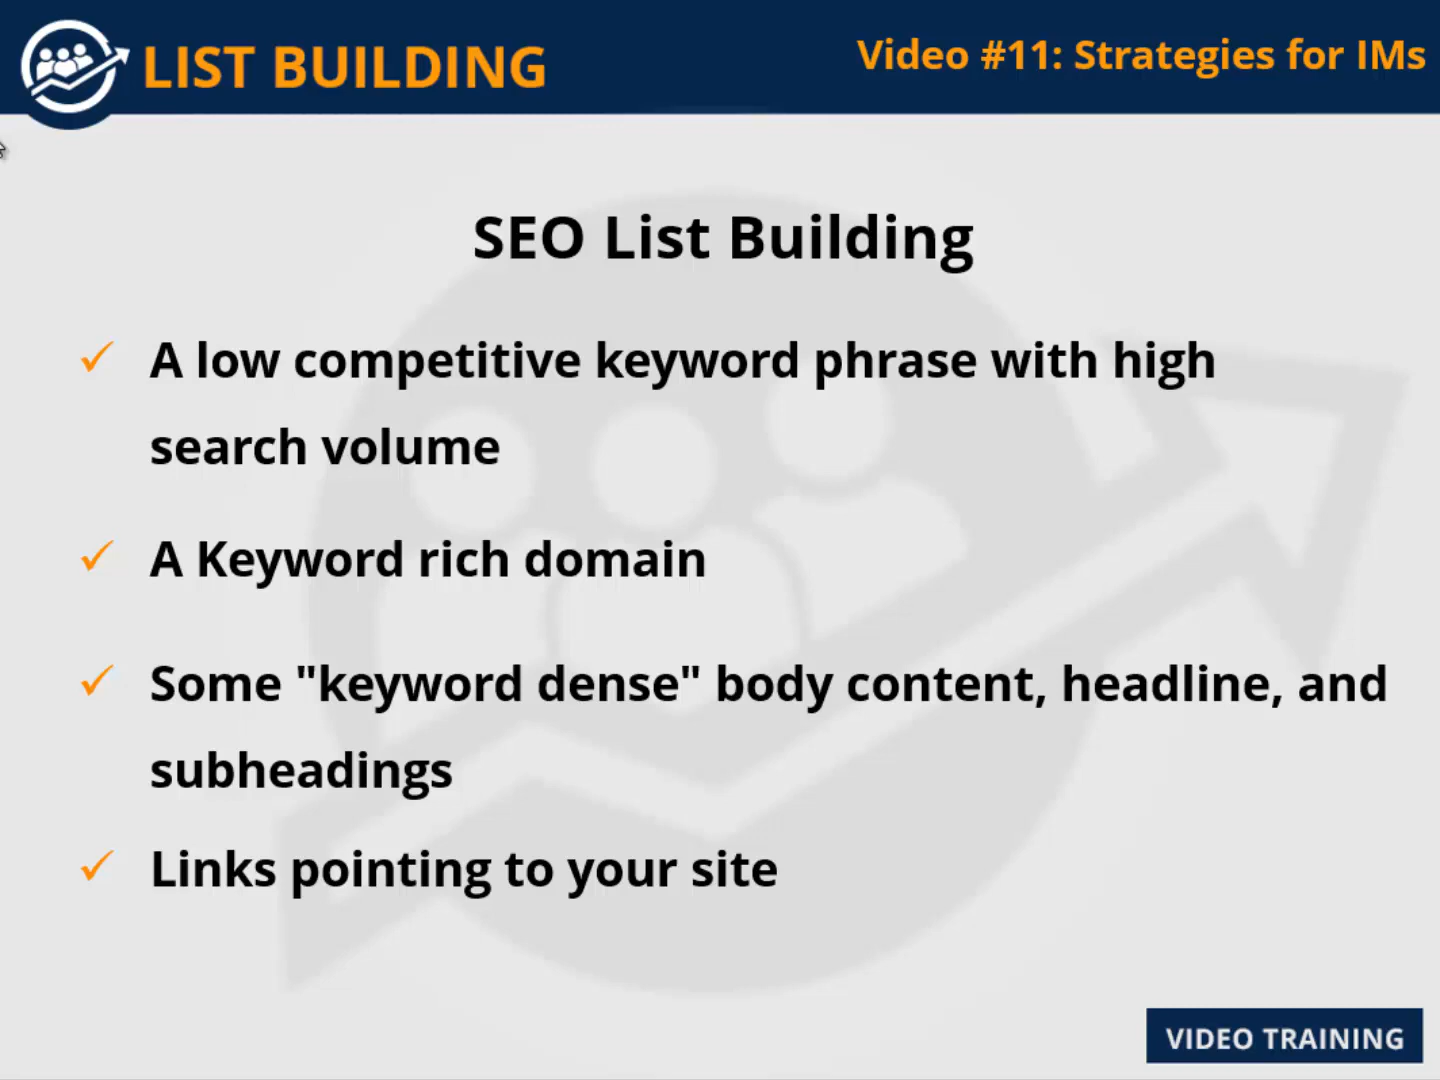 LIST BUILDING
Video #11: Strategies for IMs
SEO List Building
A low competitive keyword phrase with high
search volume
A Keyword rich domain
Some "keyword dense" body content, headline, and
subheadings
Links pointing to your site
VIDEO TRAINING